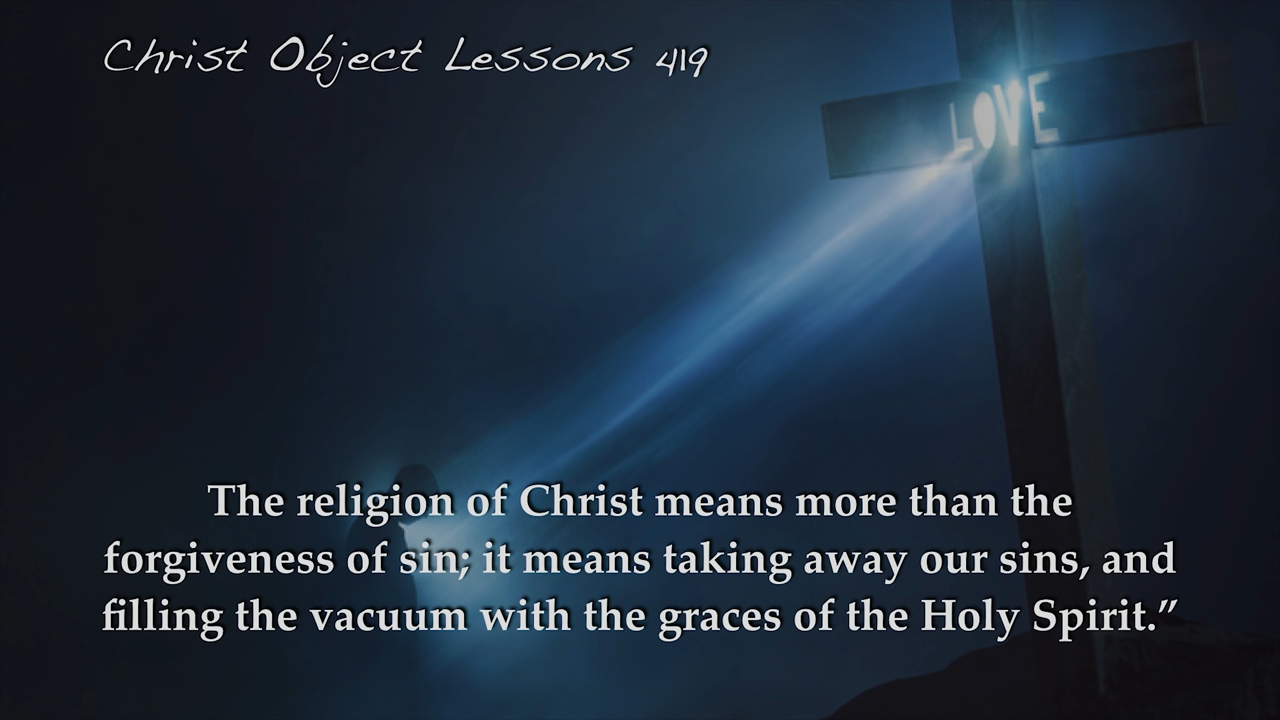 Christ Object Lessons 419
LOVE
The religion of Christ means more than the
forgiveness of sin; it means taking away our sins, and
filling the vacuum with the graces of the Holy Spirit.”